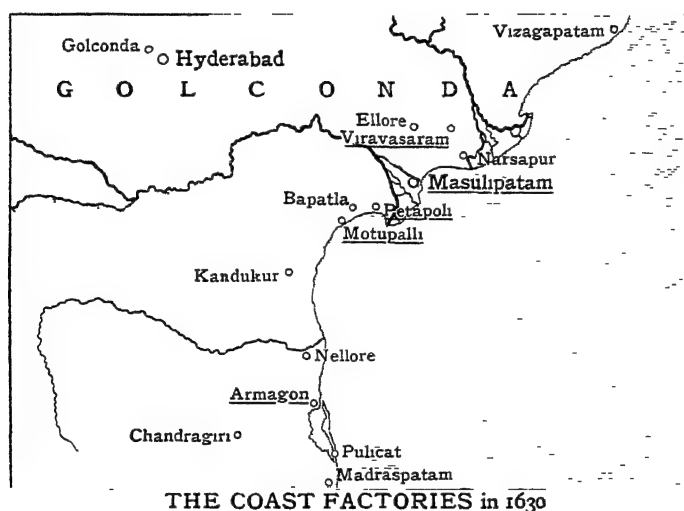 Vizagapatam
Golconda
Hyderabad
GOLCONDA
Ellore
Viravasaram
Narsapur
Masulipatam
Bapatla
Petapoli
Motupalli
Kandukur
Nellore
Armagon
Chandragiri
Pulicat
Madraspatam
THE COAST FACTORIES in 1630